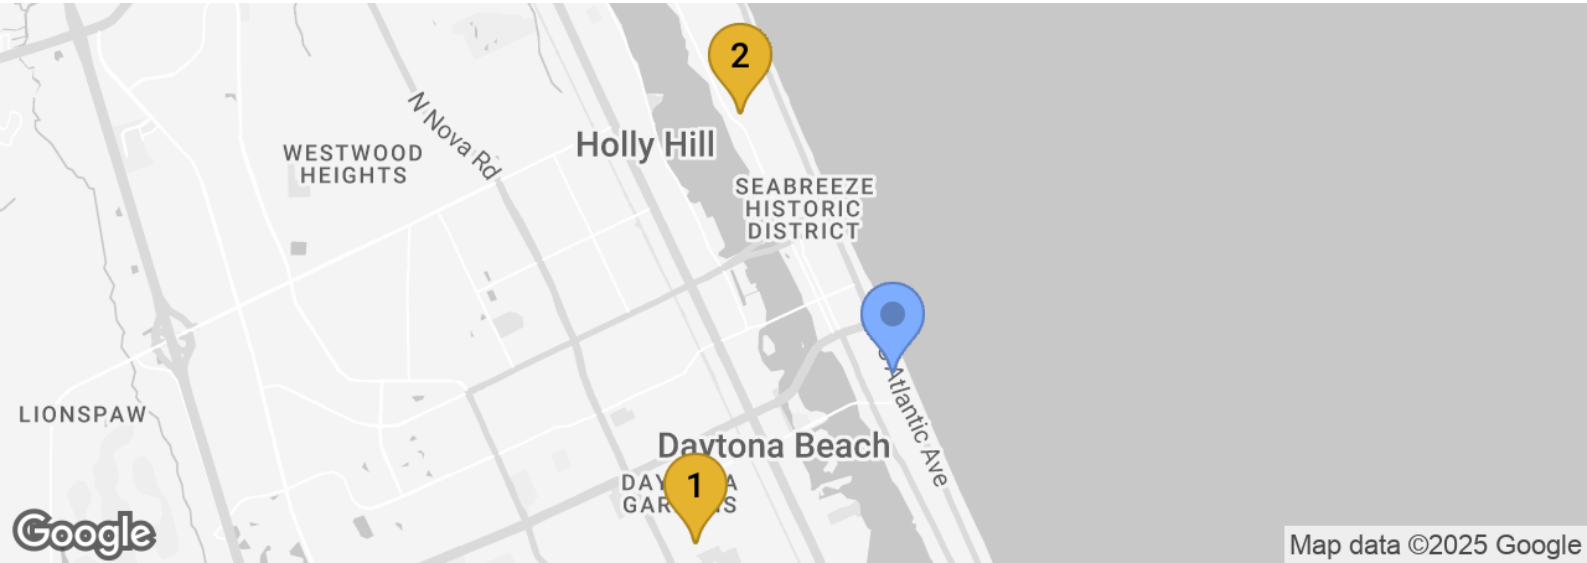 2
N Nova Rd
Holly Hill
WESTWOOD
HEIGHTS
SEABREEZE
HISTORIC
DISTRICT
Atlantic Ave
LIONSPAW
Daytona Beach
1
Google
Map data ©2025 Google